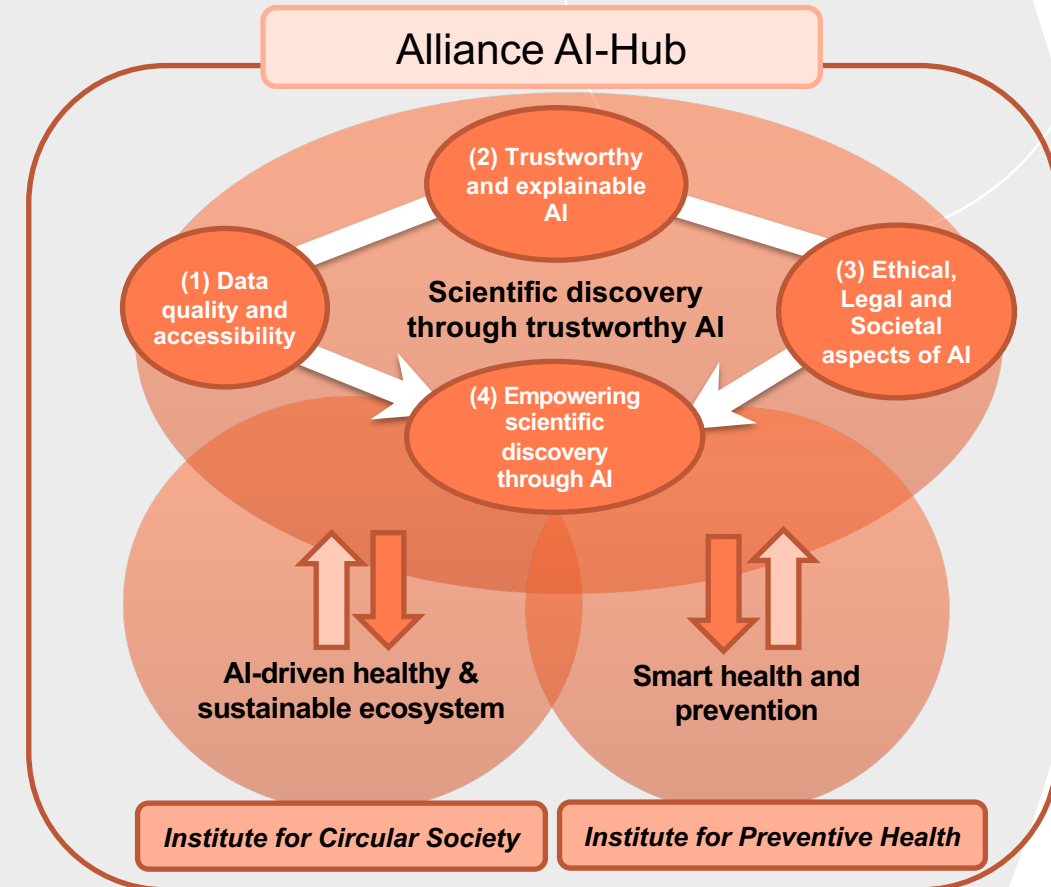 Alliance AI-Hub
(2) Trustworthy
and explainable
AI
(1) Data
quality and
accessibility
(3) Ethical,
Legal and
Societal
aspects of AI
Scientific discovery
through trustworthy AI
(4) Empowering
scientific
discovery
through AI
AI-driven healthy &
sustainable ecosystem
Smart health and
prevention
Institute for Circular Society
Institute for Preventive Health